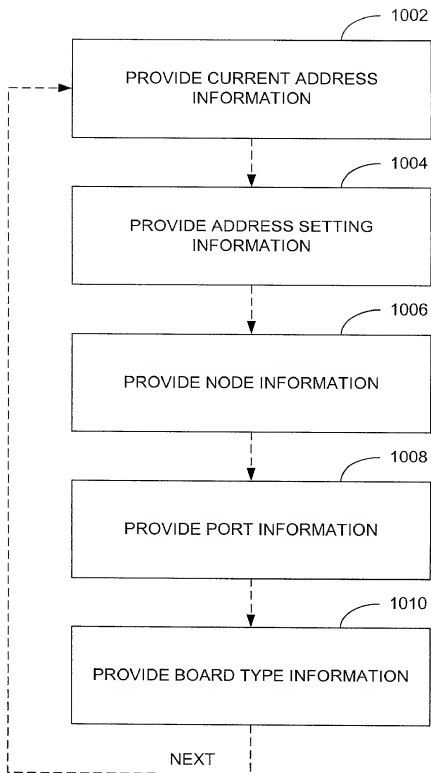 1002
PROVIDE CURRENT ADDRESS
INFORMATION
1004
PROVIDE ADDRESS SETTING
INFORMATION
1006
PROVIDE NODE INFORMATION
1008
PROVIDE PORT INFORMATION
1010
PROVIDE BOARD TYPE INFORMATION
NEXT